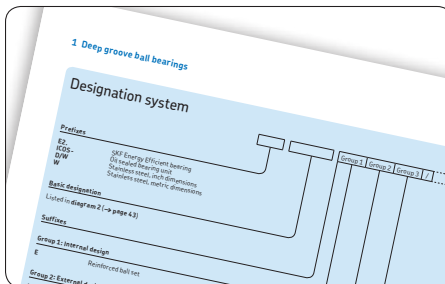 1 Deep groove ball bearings
Designation system
Prefixes
E2. SKF Energy Efficient bearing
ICOS- Oil sealed bearing unit
D/W Stainless steel, inch dimensions
W Stainless steel, metric dimensions
Basic designation
Listed in diagram 2 (→ page 43)
Suffixes
Group 1: Internal design
E Reinforced ball set
Group 2: External
Group 1 Group 2 Group 3 /